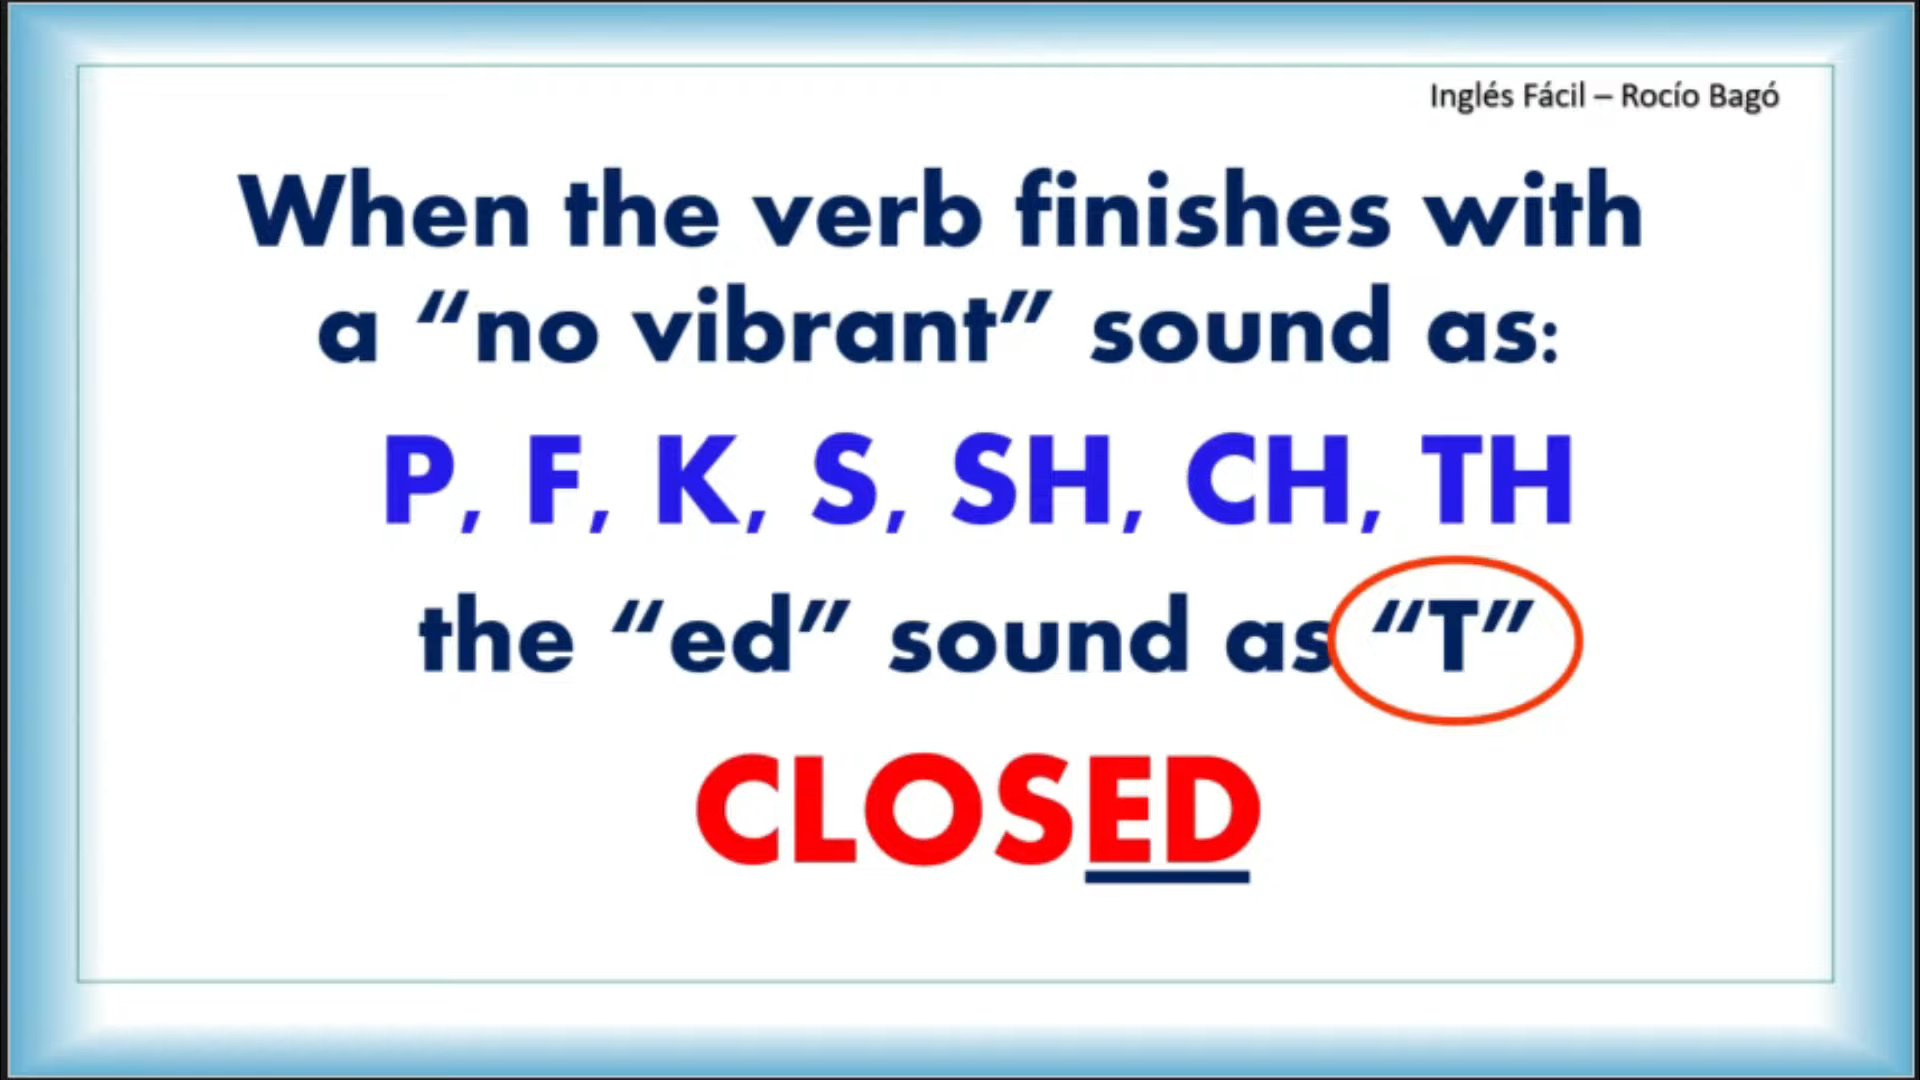 Inglés Fácil – Rocío Bagó
When the verb finishes with
a “no vibrant” sound as:
P, F, K, S, SH, CH, TH
the “ed” sound as “T”
CLOSED